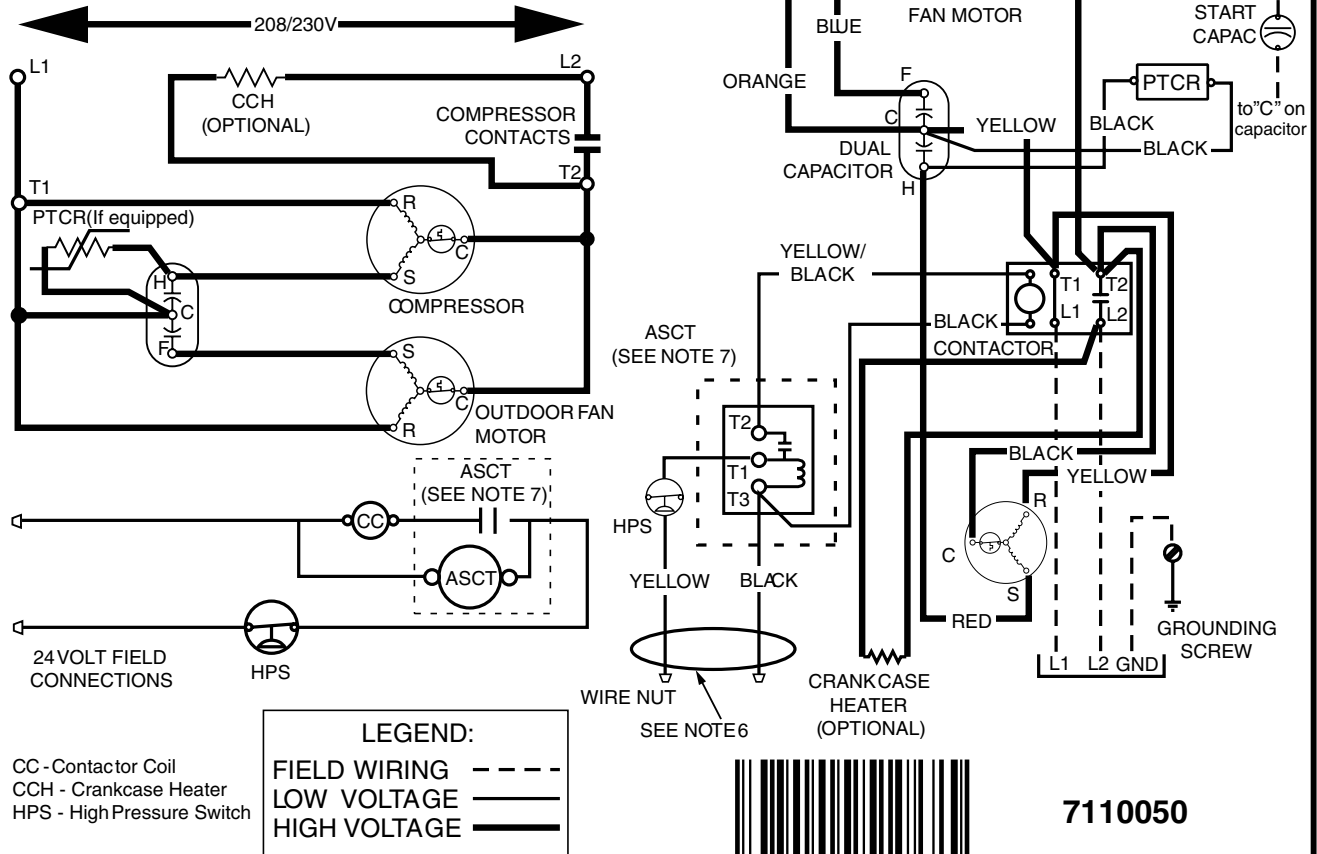 208/230V
L1
L2
CCH
(OPTIONAL)
COMPRESSOR
CONTACTS
T2
T1
PTCR(If equipped)
R
C
S
COMPRESSOR
H
C
F
S
C
R
OUTDOOR FAN
MOTOR
ASCT
(SEE NOTE 7)
CC
ASCT
HPS
24 VOLT FIELD
CONNECTIONS
CC - Contactor Coil
CCH - Crankcase Heater
HPS - High Pressure Switch
LEGEND:
FIELD WIRING
LOW VOLTAGE
HIGH VOLTAGE
BLUE
FAN MOTOR
START
CAPAC
ORANGE
F
C
H
DUAL
CAPACITOR
YELLOW
PTCR
BLACK
BLACK
to"C" on
capacitor
YELLOW/
BLACK
T1
T2
L1
L2
BLACK
CONTACTOR
ASCT
(SEE NOTE 7)
T2
T1
T3
HPS
YELLOW
BLACK
WIRE NUT
SEE NOTE 6
BLACK
YELLOW
R
C
S
RED
CRANKCASE
HEATER
(OPTIONAL)
L1
L2
GND
GROUNDING
SCREW
7110050